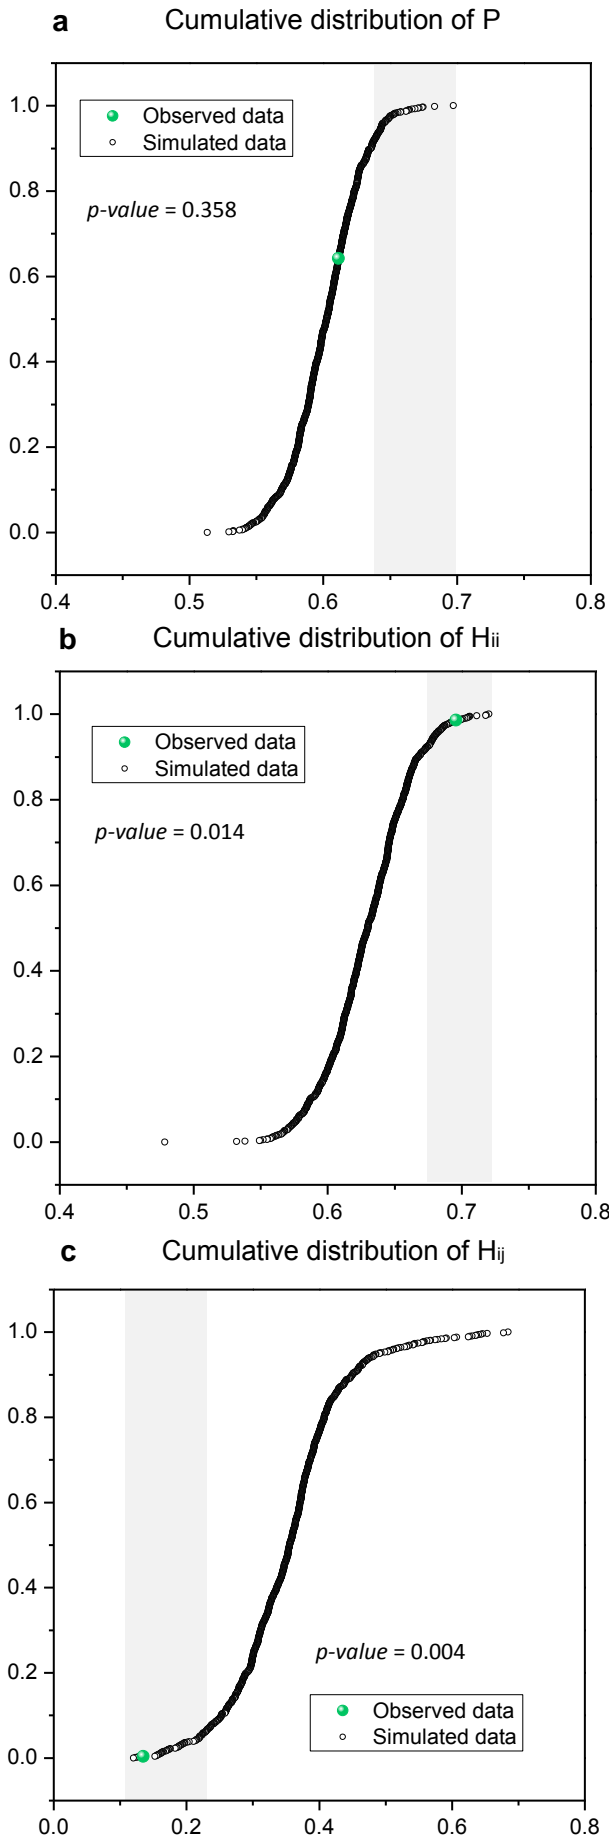 a Cumulative distribution of P
1.0
Observed data
Simulated data
0.8
p-value = 0.358
0.6
0.4
0.2
0.0
0.4 0.5 0.6 0.7 0.8
b Cumulative distribution of Hii
1.0
Observed data
Simulated data
0.8
p-value = 0.014
0.6
0.4
0.2
0.0
0.4 0.5 0.6 0.7 0.8
c Cumulative distribution of Hij
1.0
0.8
0.6
0.4
p-value = 0.004
0.2
Observed data
Simulated data
0.0
0.0 0.2 0.4 0.6 0.8